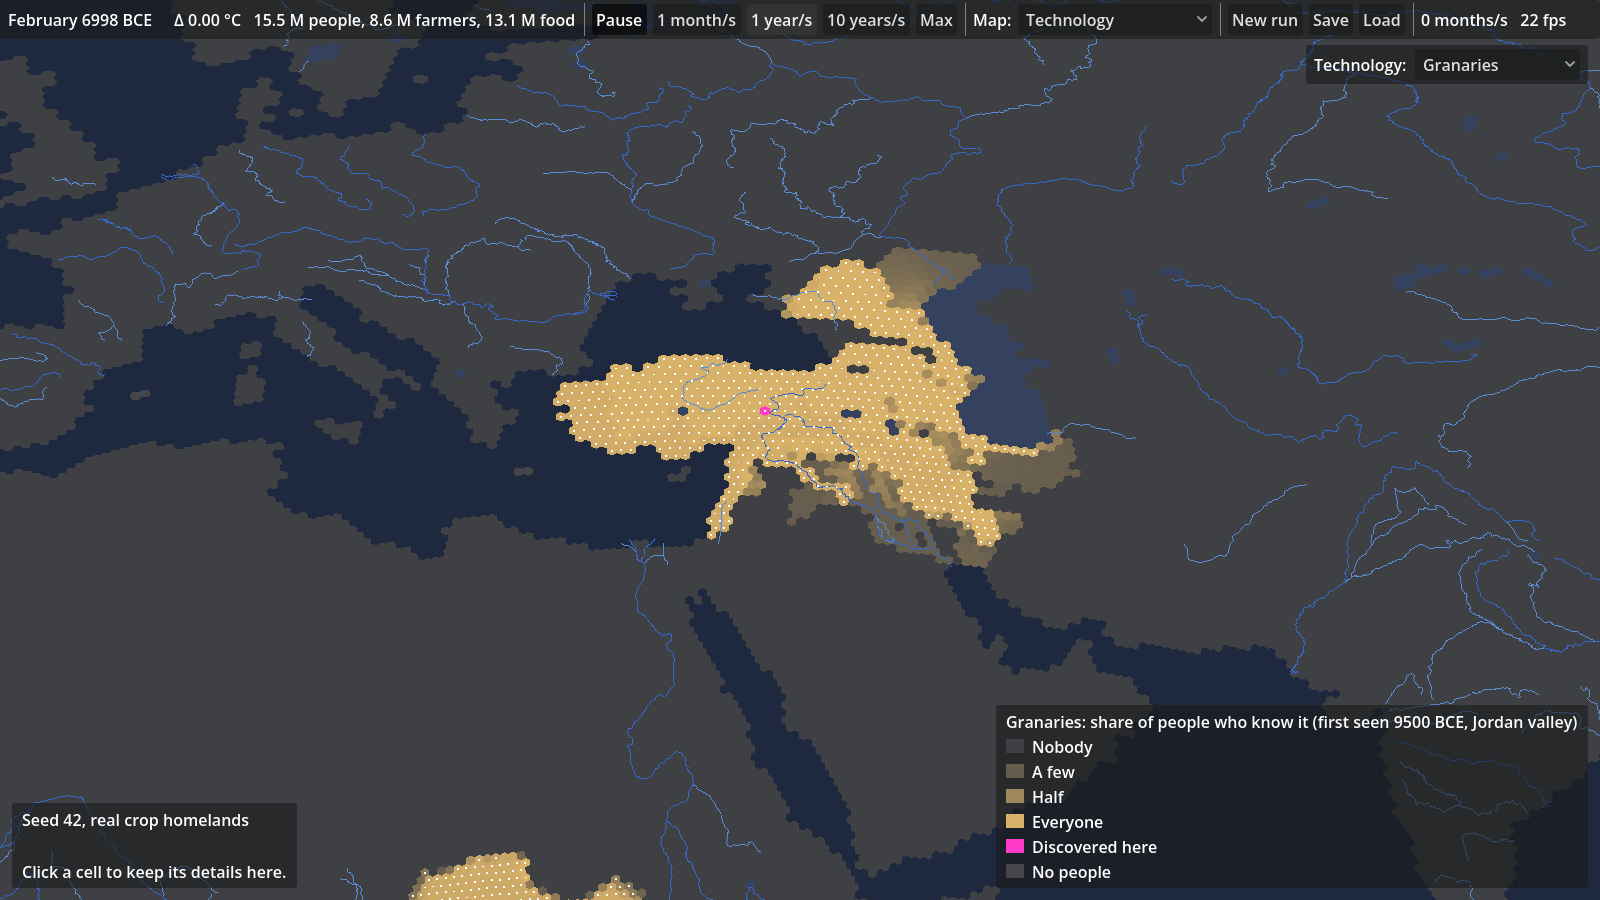 February 6998 BCE Δ 0.00 °C 15.5 M people, 8.6 M farmers, 13.1 M food Pause 1 month/s 1 year/s 10 years/s Max Map: Technology New run Save Load 0 months/s 22 fps
Technology: Granaries
Granaries: share of people who know it (first seen 9500 BCE, Jordan valley)
Nobody
A few
Half
Everyone
Discovered here
No people
Seed 42, real crop homelands
Click a cell to keep its details here.